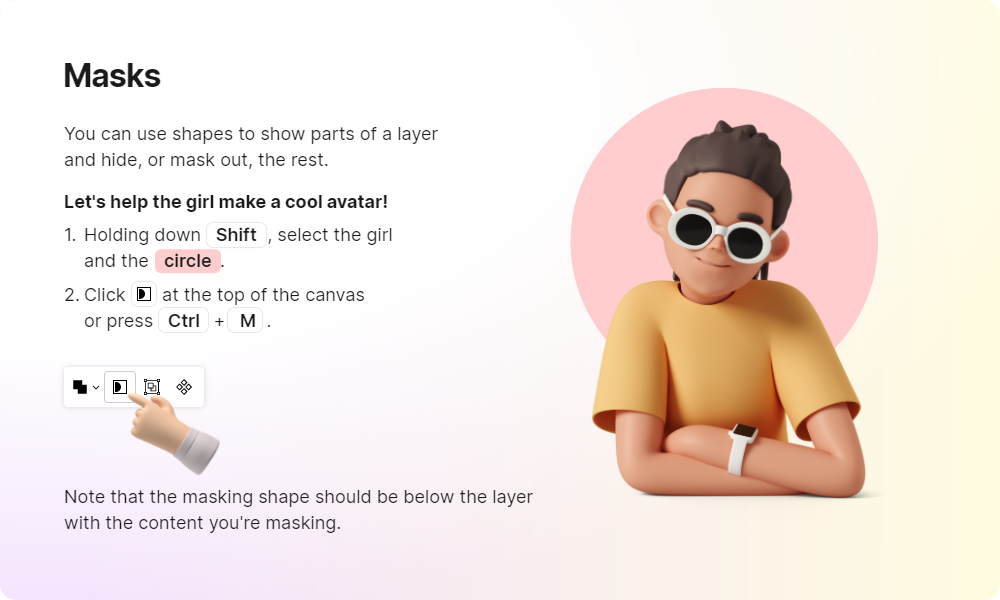 Masks
You can use shapes to show parts of a layer
and hide, or mask out, the rest.
Let's help the girl make a cool avatar!
1. Holding down Shift, select the girl
and the circle.
2. Click at the top of the canvas
or press Ctrl + M.
Note that the masking shape should be below the layer
with the content you're masking.